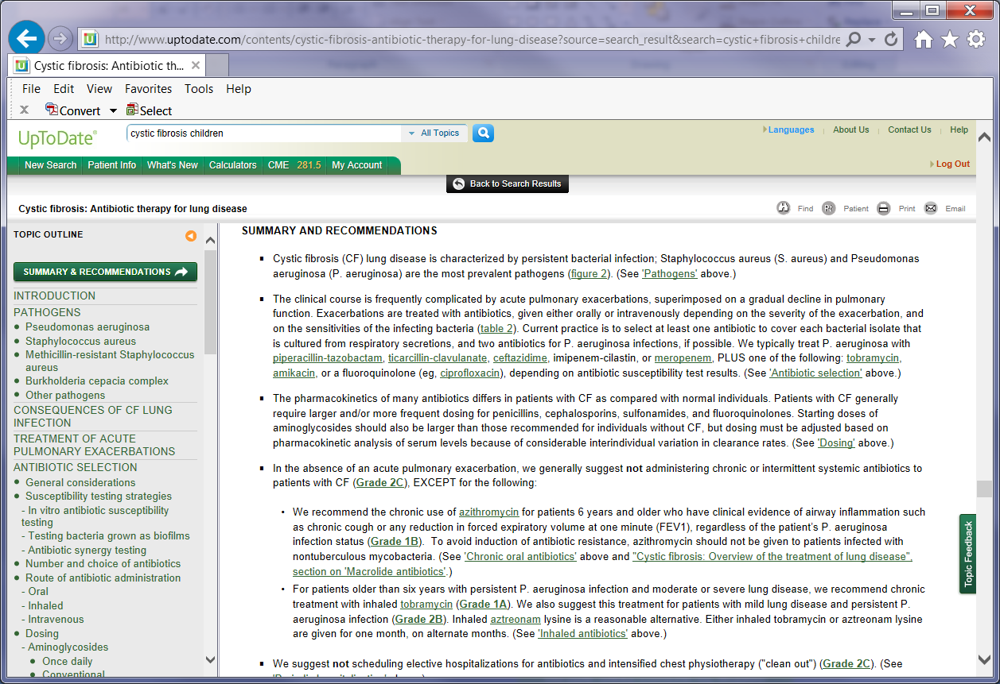 http://www.uptodate.com/contents/cystic-fibrosis-antibiotic-therapy-for-lung-disease?source=search_result&search=cystic+fibrosis+childre
Cystic fibrosis: Antibiotic th...
File Edit View Favorites Tools Help
x Convert Select
UpToDate®
cystic fibrosis children
All Topics
Languages About Us Contact Us Help
New Search Patient Info What's New Calculators CME 281.5 My Account
Log Out
Back to Search Results
Cystic fibrosis: Antibiotic therapy for lung disease
Find Pt Patient Print Email
TOPIC OUTLINE
SUMMARY & RECOMMENDATIONS
INTRODUCTION
PATHOGENS
• Pseudomonas aeruginosa
• Staphylococcus aureus
• Methicillin-resistant Staphylococcus
aureus
• Burkholderia cepacia complex
• Other pathogens
CONSEQUENCES OF CF LUNG
INFECTION
TREATMENT OF ACUTE
PULMONARY EXACERBATIONS
ANTIBIOTIC SELECTION
• General considerations
• Susceptibility testing strategies
- In vitro antibiotic susceptibility
testing
- Testing bacteria grown as biofilms
- Antibiotic synergy testing
• Number and choice of antibiotics
• Route of antibiotic administration
- Oral
- Inhaled
- Intravenous
• Dosing
- Aminoglycosides
• Once daily
• Conventional
SUMMARY AND RECOMMENDATIONS
▪ Cystic fibrosis (CF) lung disease is characterized by persistent bacterial infection; Staphylococcus aureus (S. aureus) and Pseudomonas
aeruginosa (P. aeruginosa) are the most prevalent pathogens (figure 2). (See 'Pathogens' above.)
▪ The clinical course is frequently complicated by acute pulmonary exacerbations, superimposed on a gradual decline in pulmonary
function. Exacerbations are treated with antibiotics, given either orally or intravenously depending on the severity of the exacerbation, and
on the sensitivities of the infecting bacteria (table 2). Current practice is to select at least one antibiotic to cover each bacterial isolate that
is cultured from respiratory secretions, and two antibiotics for P. aeruginosa infections, if possible. We typically treat P. aeruginosa with
piperacillin-tazobactam, ticarcillin-clavulanate, ceftazidime, imipenem-cilastin, or meropenem, PLUS one of the following: tobramycin,
amikacin, or a fluoroquinolone (eg, ciprofloxacin), depending on antibiotic susceptibility test results. (See 'Antibiotic selection' above.)
▪ The pharmacokinetics of many antibiotics differs in patients with CF as compared with normal individuals. Patients with CF generally
require larger and/or more frequent dosing for penicillins, cephalosporins, sulfonamides, and fluoroquinolones. Starting doses of
aminoglycosides should also be larger than those recommended for individuals without CF, but dosing must be adjusted based on
pharmacokinetic analysis of serum levels because of considerable interindividual variation in clearance rates. (See 'Dosing' above.)
▪ In the absence of an acute pulmonary exacerbation, we generally suggest not administering chronic or intermittent systemic antibiotics to
patients with CF (Grade 2C), EXCEPT for the following:
• We recommend the chronic use of azithromycin for patients 6 years and older who have clinical evidence of airway inflammation such
as chronic cough or any reduction in forced expiratory volume at one minute (FEV1), regardless of the patient's P. aeruginosa
infection status (Grade 1B). To avoid induction of antibiotic resistance, azithromycin should not be given to patients infected with
nontuberculous mycobacteria. (See 'Chronic oral antibiotics' above and "Cystic fibrosis: Overview of the treatment of lung disease",
section on 'Macrolide antibiotics'.)
• For patients older than six years with persistent P. aeruginosa infection and moderate or severe lung disease, we recommend chronic
treatment with inhaled tobramycin (Grade 1A). We also suggest this treatment for patients with mild lung disease and persistent P.
aeruginosa infection (Grade 2B). Inhaled aztreonam lysine is a reasonable alternative. Either inhaled tobramycin or aztreonam lysine
are given for one month, on alternate months. (See 'Inhaled antibiotics' above.)
▪ We suggest not scheduling elective hospitalizations for antibiotics and intensified chest physiotherapy ("clean out") (Grade 2C). (See
Topic Feedback